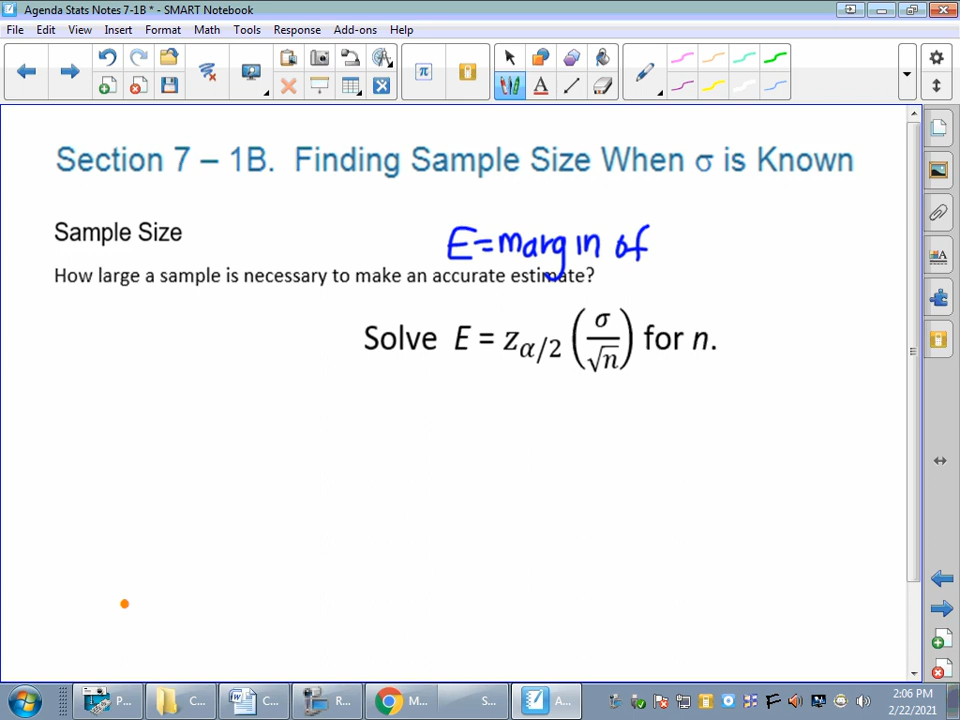 Agenda Stats Notes 7-1B * - SMART Notebook
File Edit View Insert Format Math Tools Response Add-ons Help
π
A
Section 7 – 1B. Finding Sample Size When σ is Known
Sample Size
E=margin of
How large a sample is necessary to make an accurate estimate?
Solve E = z_{α/2} (σ/√n) for n.
P... C... C... R... M... S... A...
2:06 PM
2/22/2021